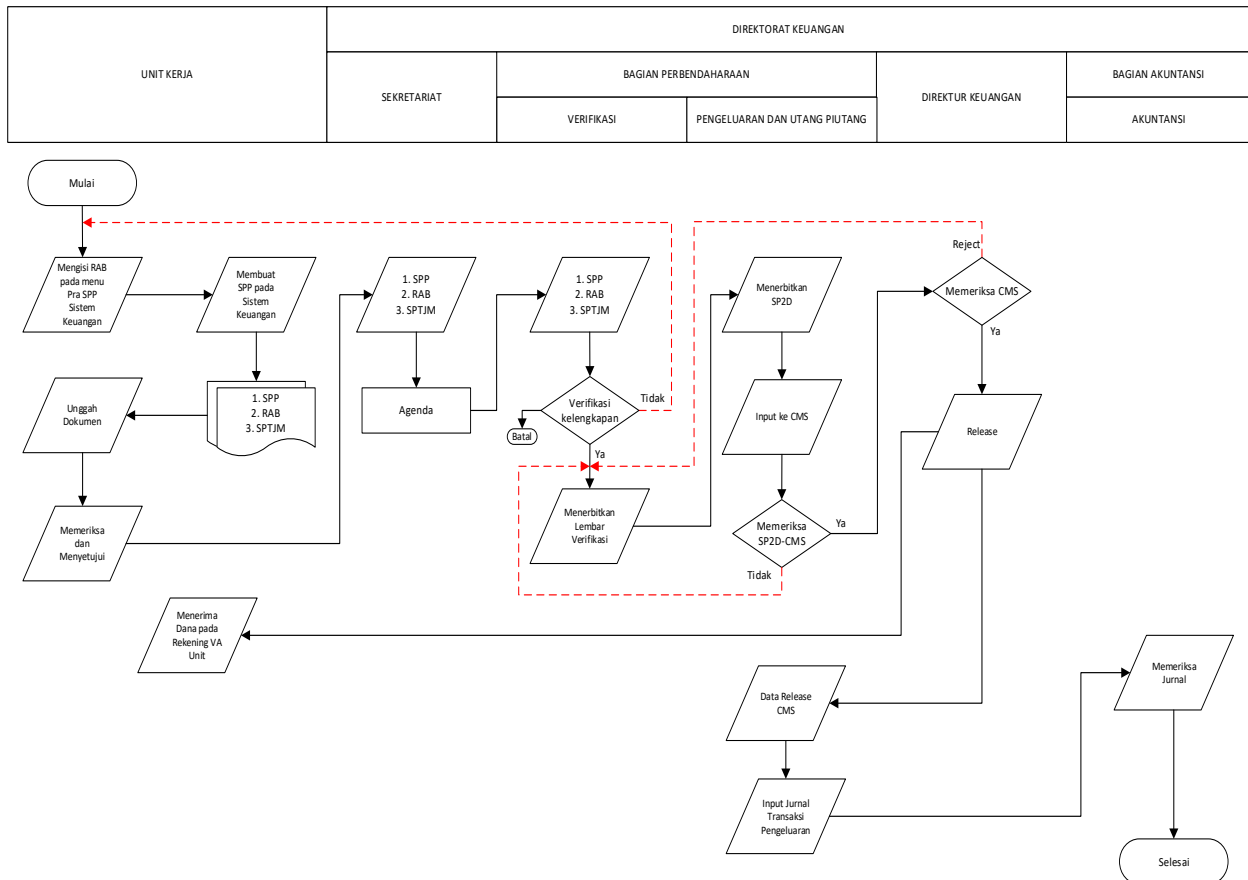 UNIT KERJA
DIREKTORAT KEUANGAN
SEKRETARIAT
BAGIAN PERBENDAHARAAN
VERIFIKASI
PENGELUARAN DAN UTANG PIUTANG
DIREKTUR KEUANGAN
BAGIAN AKUNTANSI
AKUNTANSI
Mulai
Mengisi RAB
pada menu
Pra SPP
Sistem
Keuangan
Membuat
SPP pada
Sistem
Keuangan
1. SPP
2. RAB
3. SPTJM
Unggah
Dokumen
Memeriksa
dan
Menyetujui
1. SPP
2. RAB
3. SPTJM
Agenda
1. SPP
2. RAB
3. SPTJM
Verifikasi
kelengkapan
Tidak
Batal
Ya
Menerbitkan
Lembar
Verifikasi
Menerbitkan
SP2D
Input ke CMS
Memeriksa
SP2D-CMS
Ya
Tidak
Reject
Memeriksa CMS
Ya
Release
Menerima
Dana pada
Rekening VA
Unit
Data Release
CMS
Input Jurnal
Transaksi
Pengeluaran
Memeriksa
Jurnal
Selesai